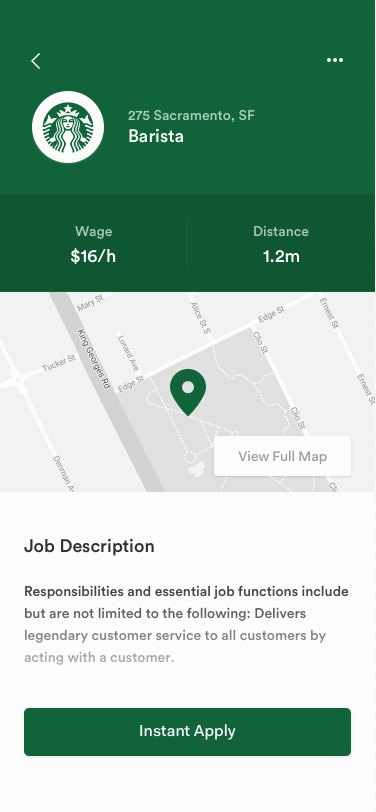 275 Sacramento, SF
Barista
Wage
Distance
$16/h
1.2m
Mary St
Alice St S
Edge St
Ernest St
King Georges Rd
Lonard Ave
Clio St
Tucker St
Edge St
Ernest St
Clio St
Denman Av
Clio
View Full Map
Job Description
Responsibilities and essential job functions include
but are not limited to the following: Delivers
legendary customer service to all customers by
acting with a customer.
Instant Apply